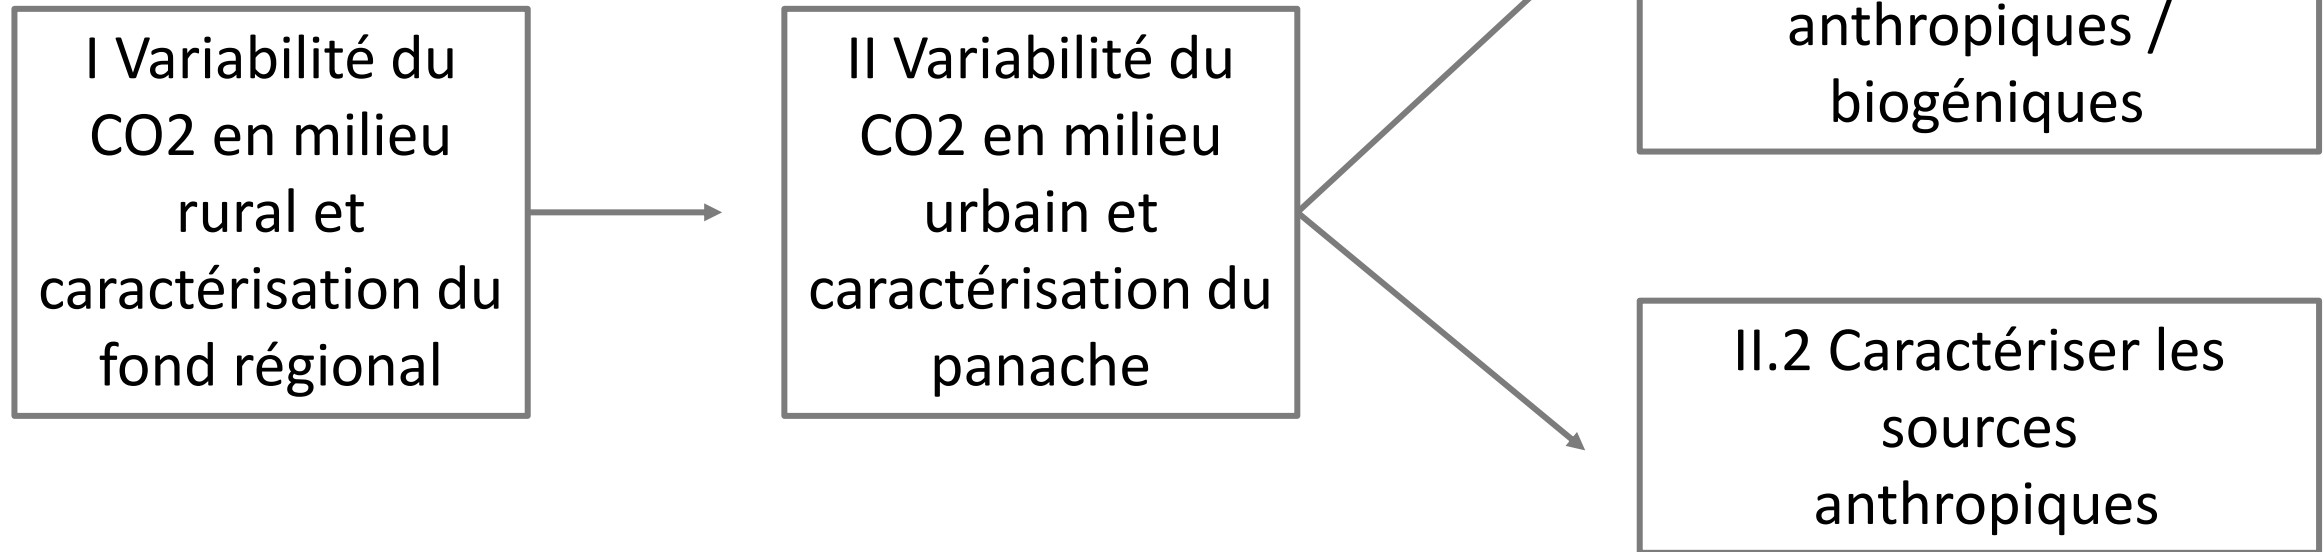 I Variabilité du
CO2 en milieu
rural et
caractérisation du
fond régional
II Variabilité du
CO2 en milieu
urbain et
caractérisation du
panache
anthropiques /
biogéniques
II.2 Caractériser les
sources
anthropiques